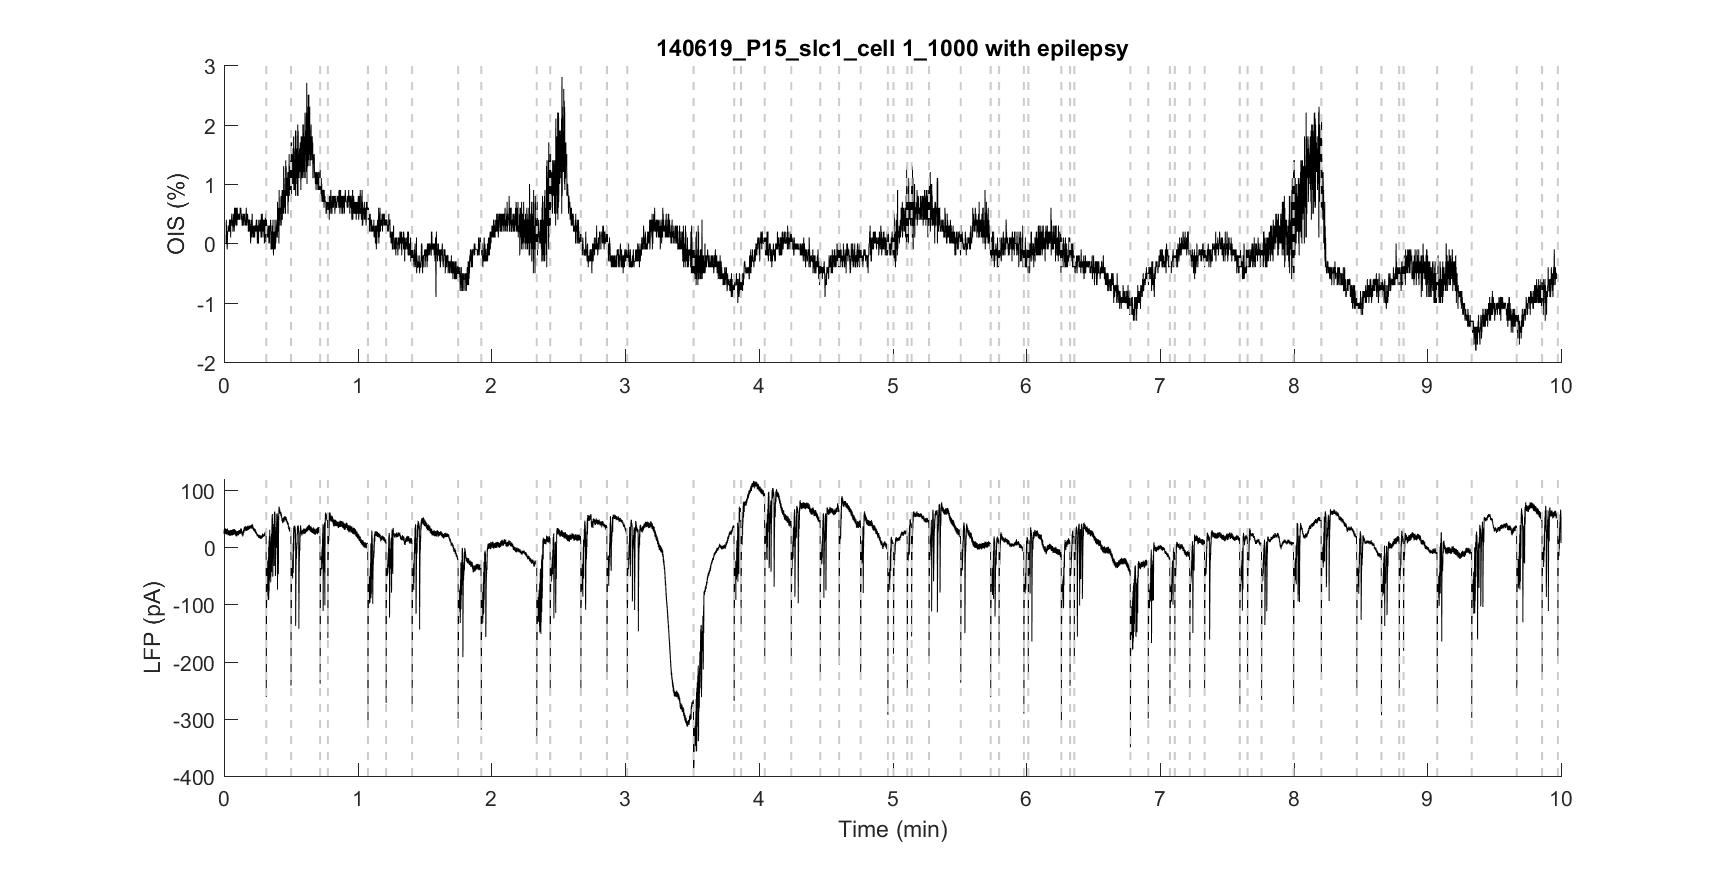 140619_P15_slc1_cell 1_1000 with epilepsy
OIS (%)
3
2
1
0
-1
-2
0 1 2 3 4 5 6 7 8 9 10
LFP (pA)
100
0
-100
-200
-300
-400
0 1 2 3 4 5 6 7 8 9 10
Time (min)